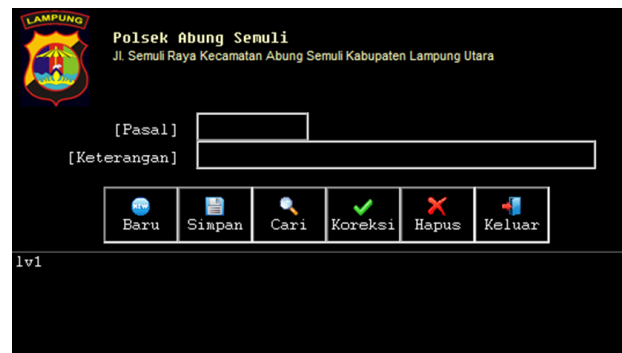 LAMPUNG
Polsek Abung Semuli
Jl. Semuli Raya Kecamatan Abung Semuli Kabupaten Lampung Utara
[Pasal]
[Keterangan]
NEW
Baru Simpan Cari Koreksi Hapus Keluar
lv1